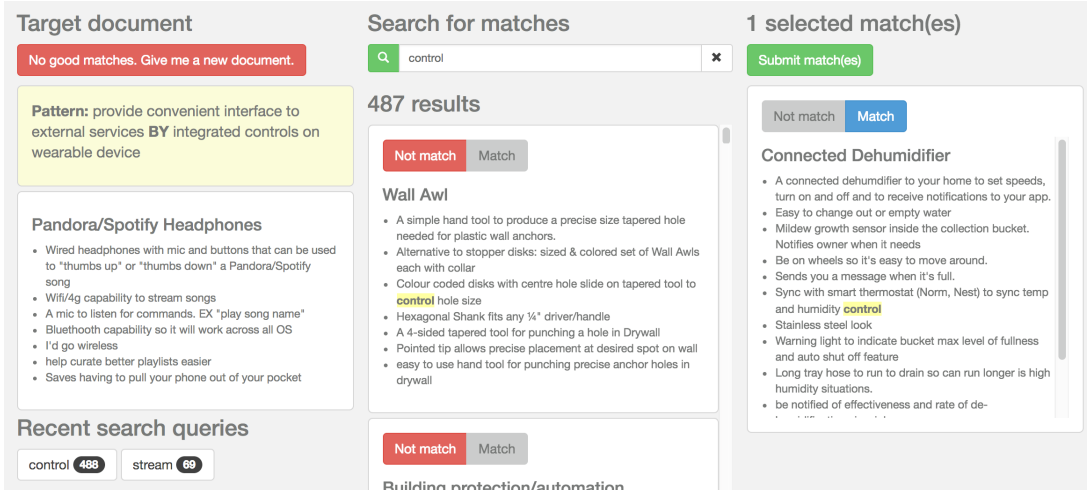 Target document
No good matches. Give me a new document.
Pattern: provide convenient interface to
external services BY integrated controls on
wearable device
Pandora/Spotify Headphones
Wired headphones with mic and buttons that can be used
to "thumbs up" or "thumbs down" a Pandora/Spotify
song
Wifi/4g capability to stream songs
A mic to listen for commands. EX "play song name"
Bluethooth capability so it will work across all OS
I'd go wireless
help curate better playlists easier
Saves having to pull your phone out of your pocket
Recent search queries
control 488 stream 69
Search for matches
control
487 results
Not match Match
Wall Awl
A simple hand tool to produce a precise size tapered hole
needed for plastic wall anchors.
Alternative to stopper disks: sized & colored set of Wall Awls
each with collar
Colour coded disks with centre hole slide on tapered tool to
control hole size
Hexagonal Shank fits any ¼" driver/handle
A 4-sided tapered tool for punching a hole in Drywall
Pointed tip allows precise placement at desired spot on wall
easy to use hand tool for punching precise anchor holes in
drywall
Not match Match
Building protection/automation
1 selected match(es)
Submit match(es)
Not match Match
Connected Dehumidifier
A connected dehumdifier to your home to set speeds,
turn on and off and to receive notifications to your app.
Easy to change out or empty water
Mildew growth sensor inside the collection bucket.
Notifies owner when it needs
Be on wheels so it's easy to move around.
Sends you a message when it's full.
Sync with smart thermostat (Norm, Nest) to sync temp
and humidity control
Stainless steel look
Warning light to indicate bucket max level of fullness
and auto shut off feature
Long tray hose to run to drain so can run longer is high
humidity situations.
be notified of effectiveness and rate of de-